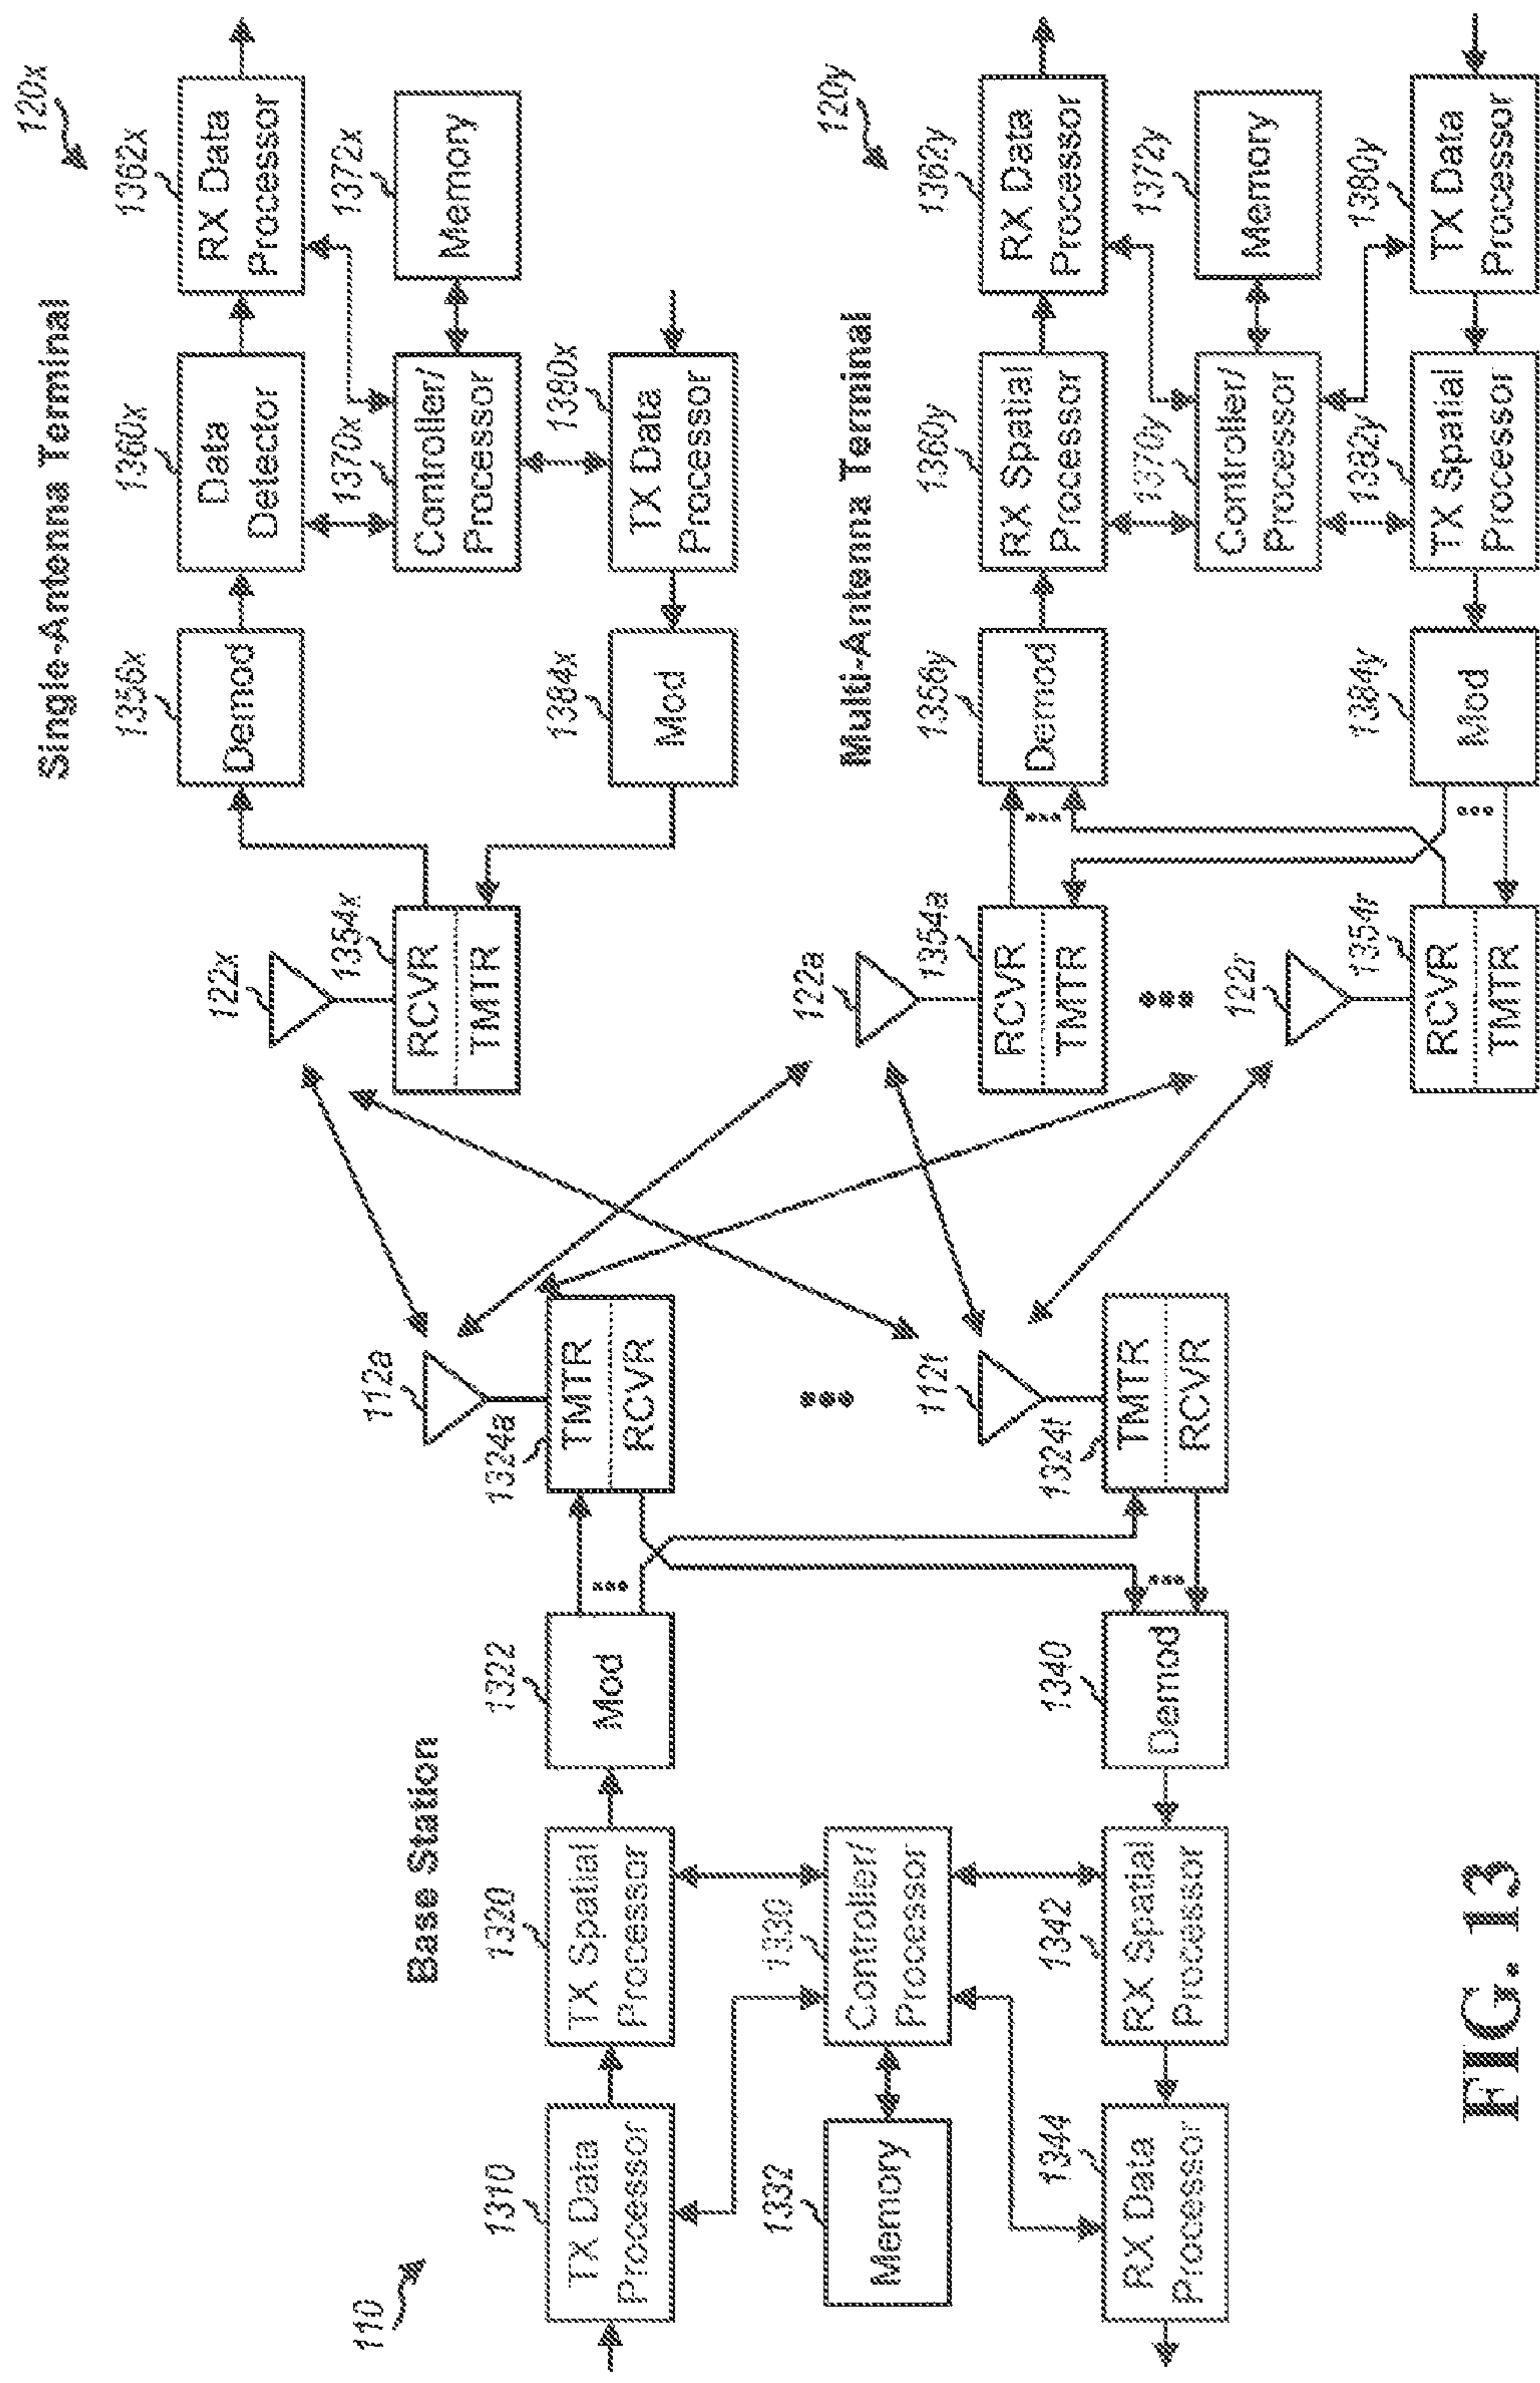 110
Base Station
1310
TX Data
Processor
1320
TX Spatial
Processor
1322
Mod
1324a
TMTR
RCVR
112a
1332
Memory
1330
Controller/
Processor
1344
RX Data
Processor
1342
RX Spatial
Processor
1340
Demod
1324t
TMTR
RCVR
112t
Single-Antenna Terminal
120x
122x
1354x
RCVR
TMTR
1356x
Demod
1360x
Data
Detector
1362x
RX Data
Processor
1370x
Controller/
Processor
1372x
Memory
1384x
Mod
1380x
TX Data
Processor
Multi-Antenna Terminal
120y
122a
1354a
RCVR
TMTR
122r
1354r
RCVR
TMTR
1356y
Demod
1360y
RX Spatial
Processor
1362y
RX Data
Processor
1370y
Controller/
Processor
1372y
Memory
1384y
Mod
1382y
TX Spatial
Processor
1380y
TX Data
Processor
FIG. 13